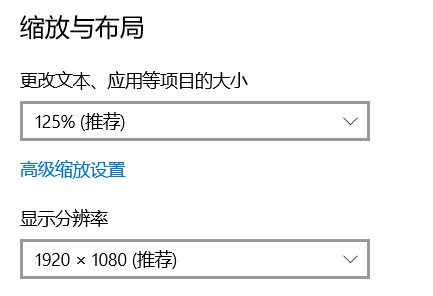 缩放与布局
更改文本、应用等项目的大小
125% (推荐)
高级缩放设置
显示分辨率
1920 × 1080 (推荐)